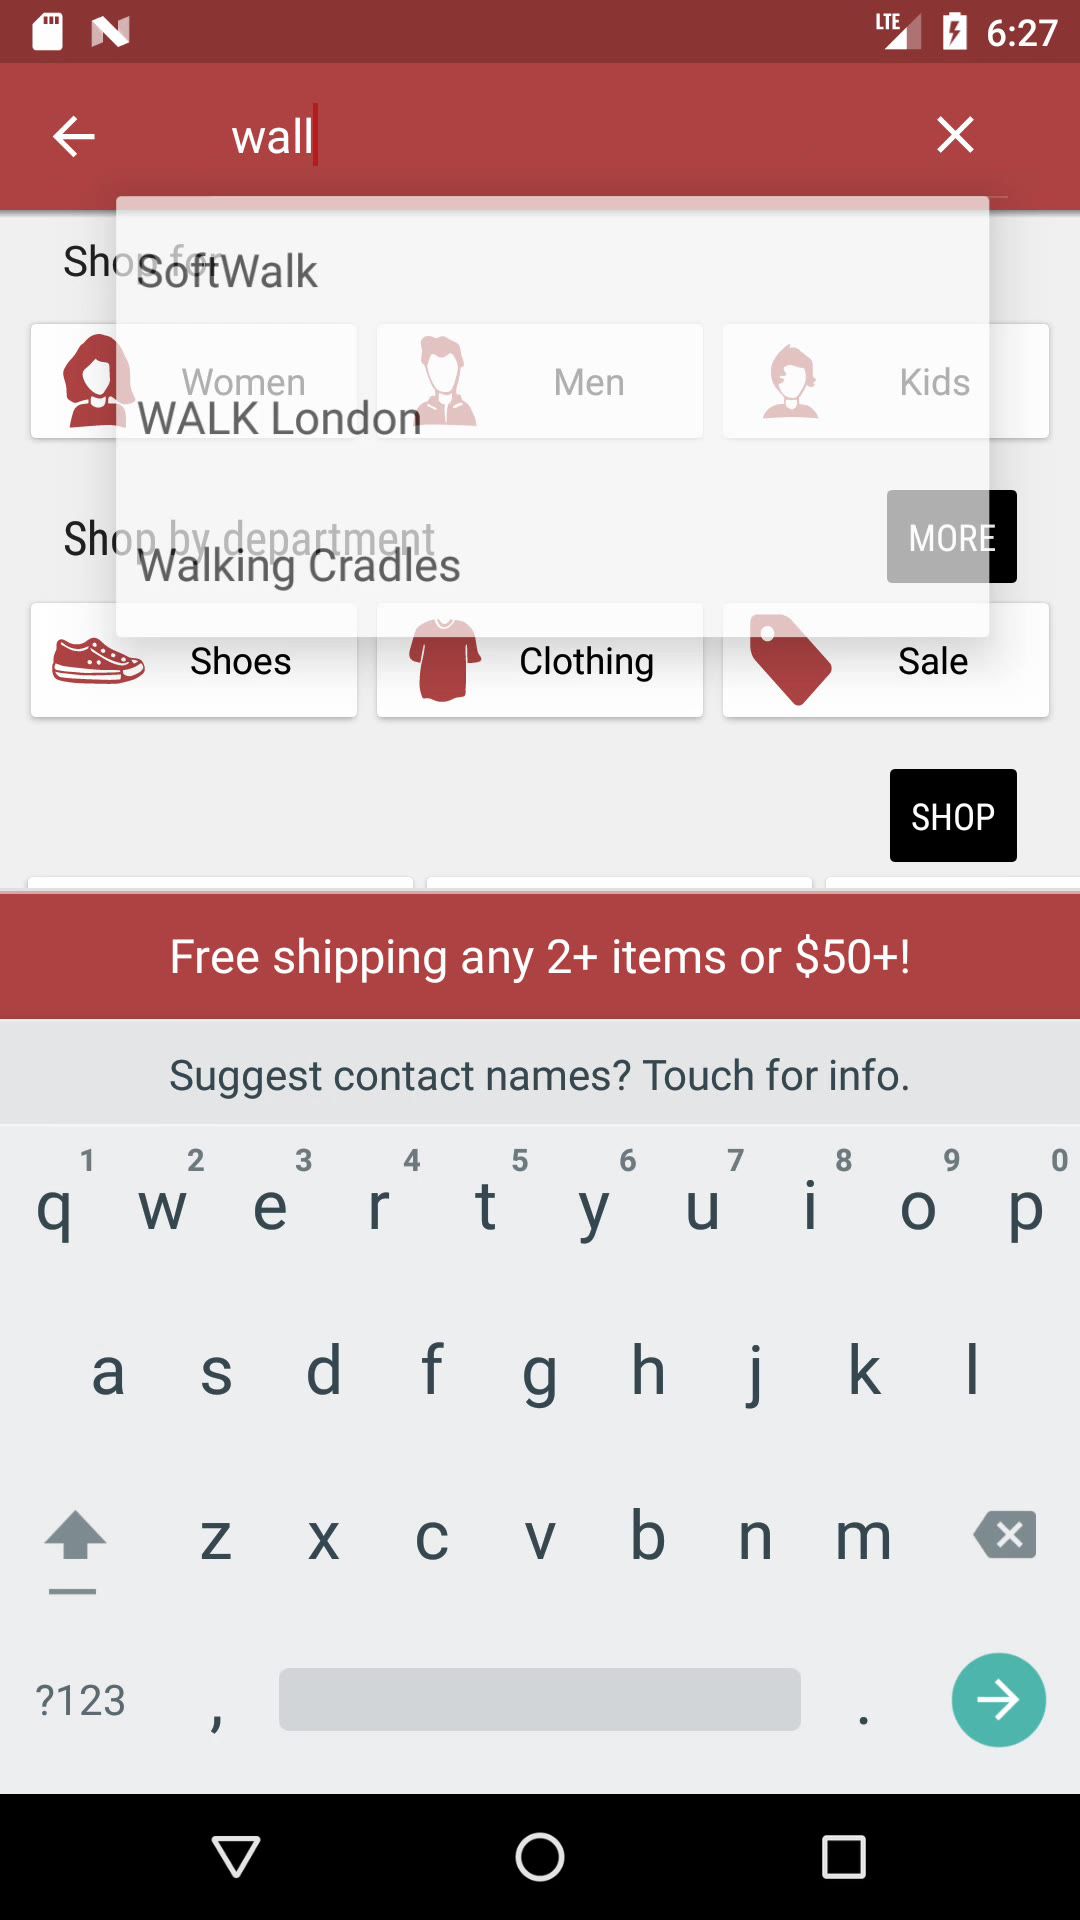 LTE 6:27
wall
Shop for
SoftWalk
Women Men Kids
WALK London
Shop by department MORE
Walking Cradles
Shoes Clothing Sale
SHOP
Free shipping any 2+ items or $50+!
Suggest contact names? Touch for info.
1 2 3 4 5 6 7 8 9 0
q w e r t y u i o p
a s d f g h j k l
z x c v b n m
?123 , .